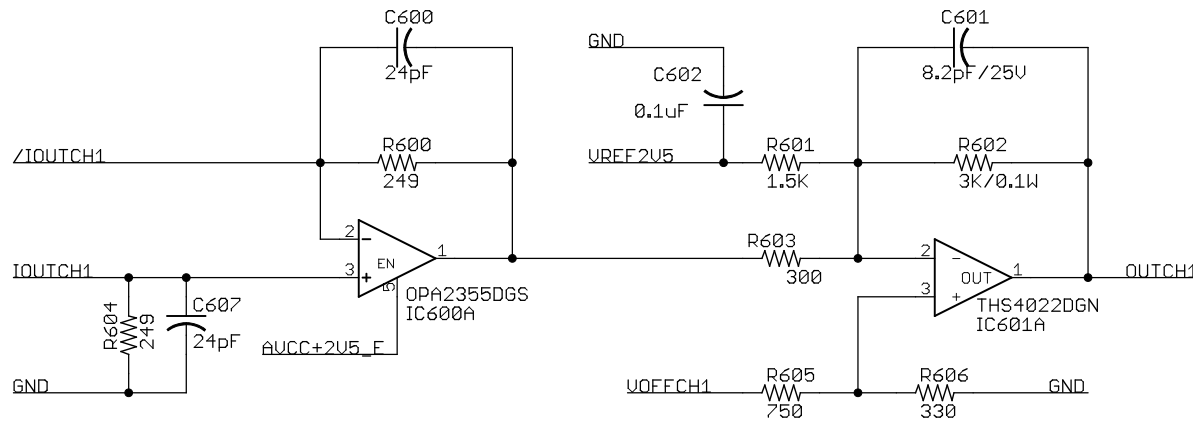 C600
24pF
/IOUTCH1
R600
249
2
3
EN
1
5
OPA2355DGS
IC600A
IOUTCH1
R604
249
C607
24pF
AVCC+2V5_E
GND
GND
C602
0.1uF
VREF2V5
R601
1.5K
C601
8.2pF/25V
R602
3K/0.1W
R603
300
2
3
OUT
1
OUTCH1
THS4022DGN
IC601A
VOFFCH1
R605
750
R606
330
GND